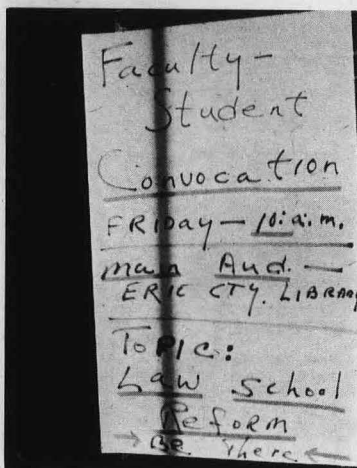 Faculty-
Student
Convocation
FRIDay - 10:a.m.
main Aud. -
ERIE CTY. LIBRARY
TOPIC:
Law School
Reform
→ Be There ←